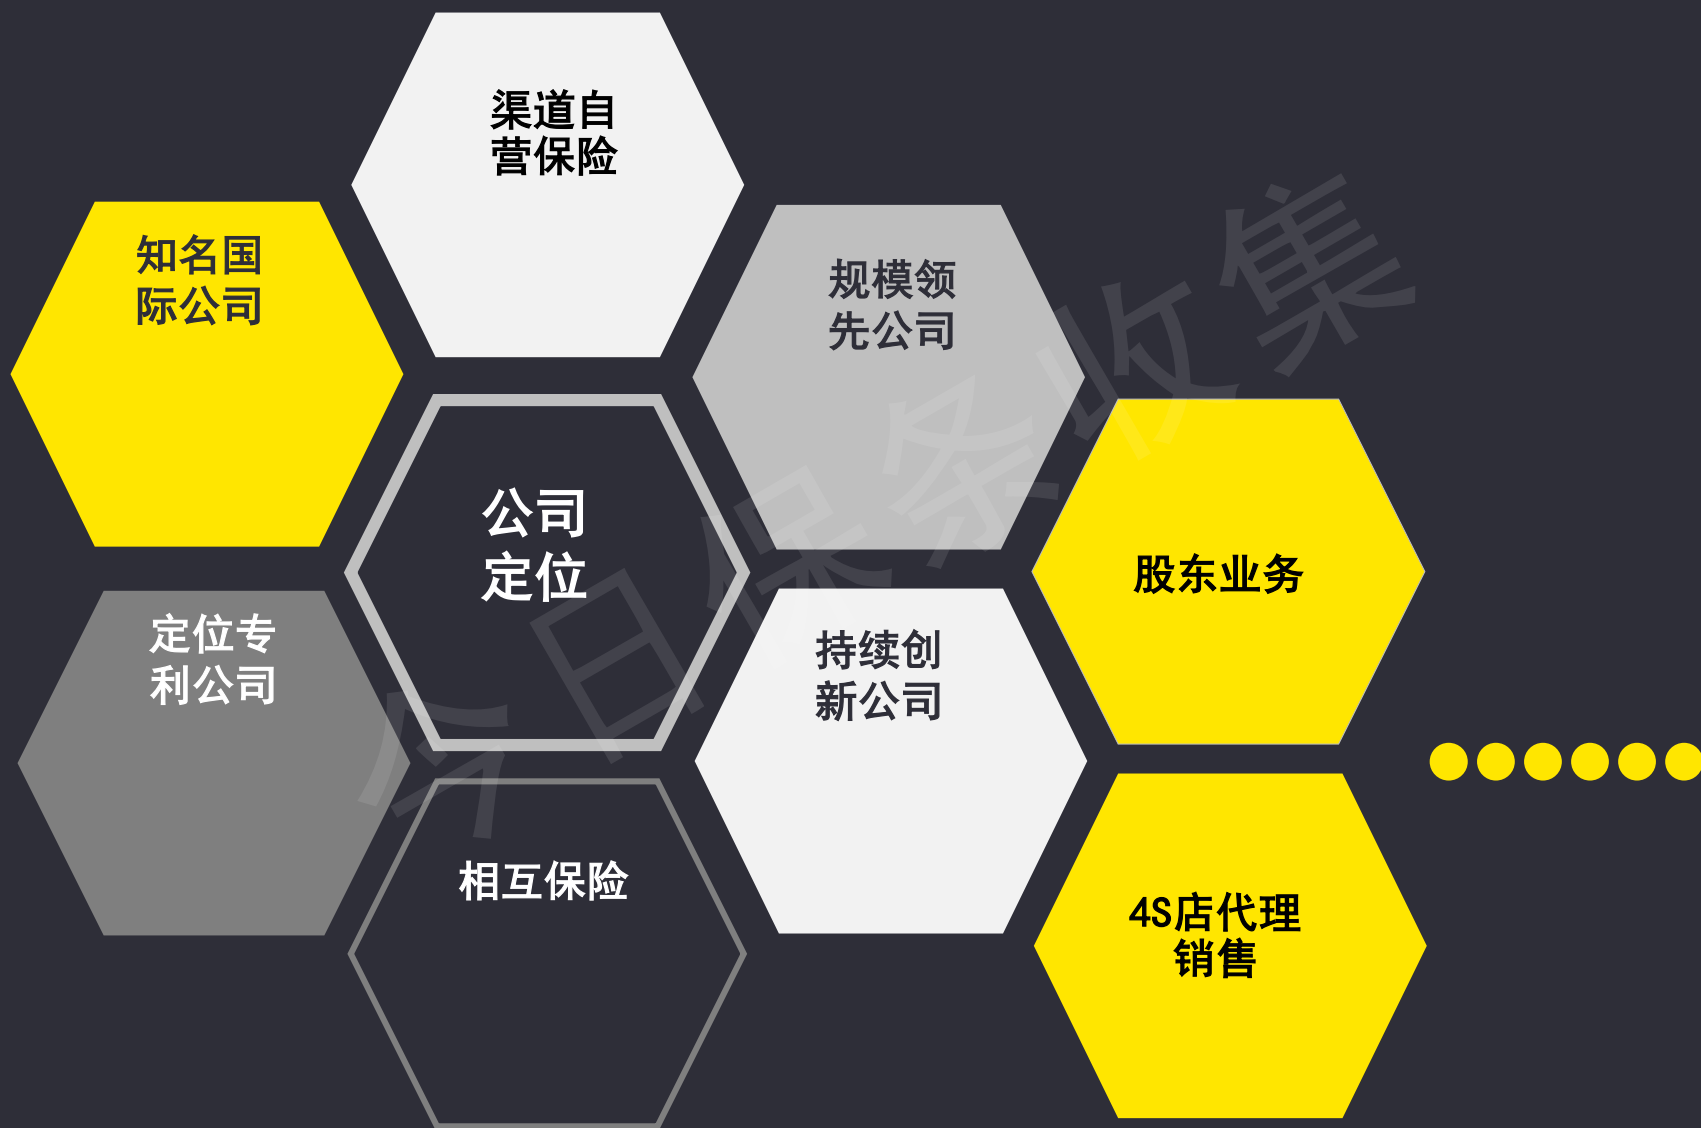 渠道自
营保险
知名国
际公司
规模领
先公司
公司
定位
股东业务
定位专
利公司
持续创
新公司
相互保险
4S店代理
销售
今日保条收集